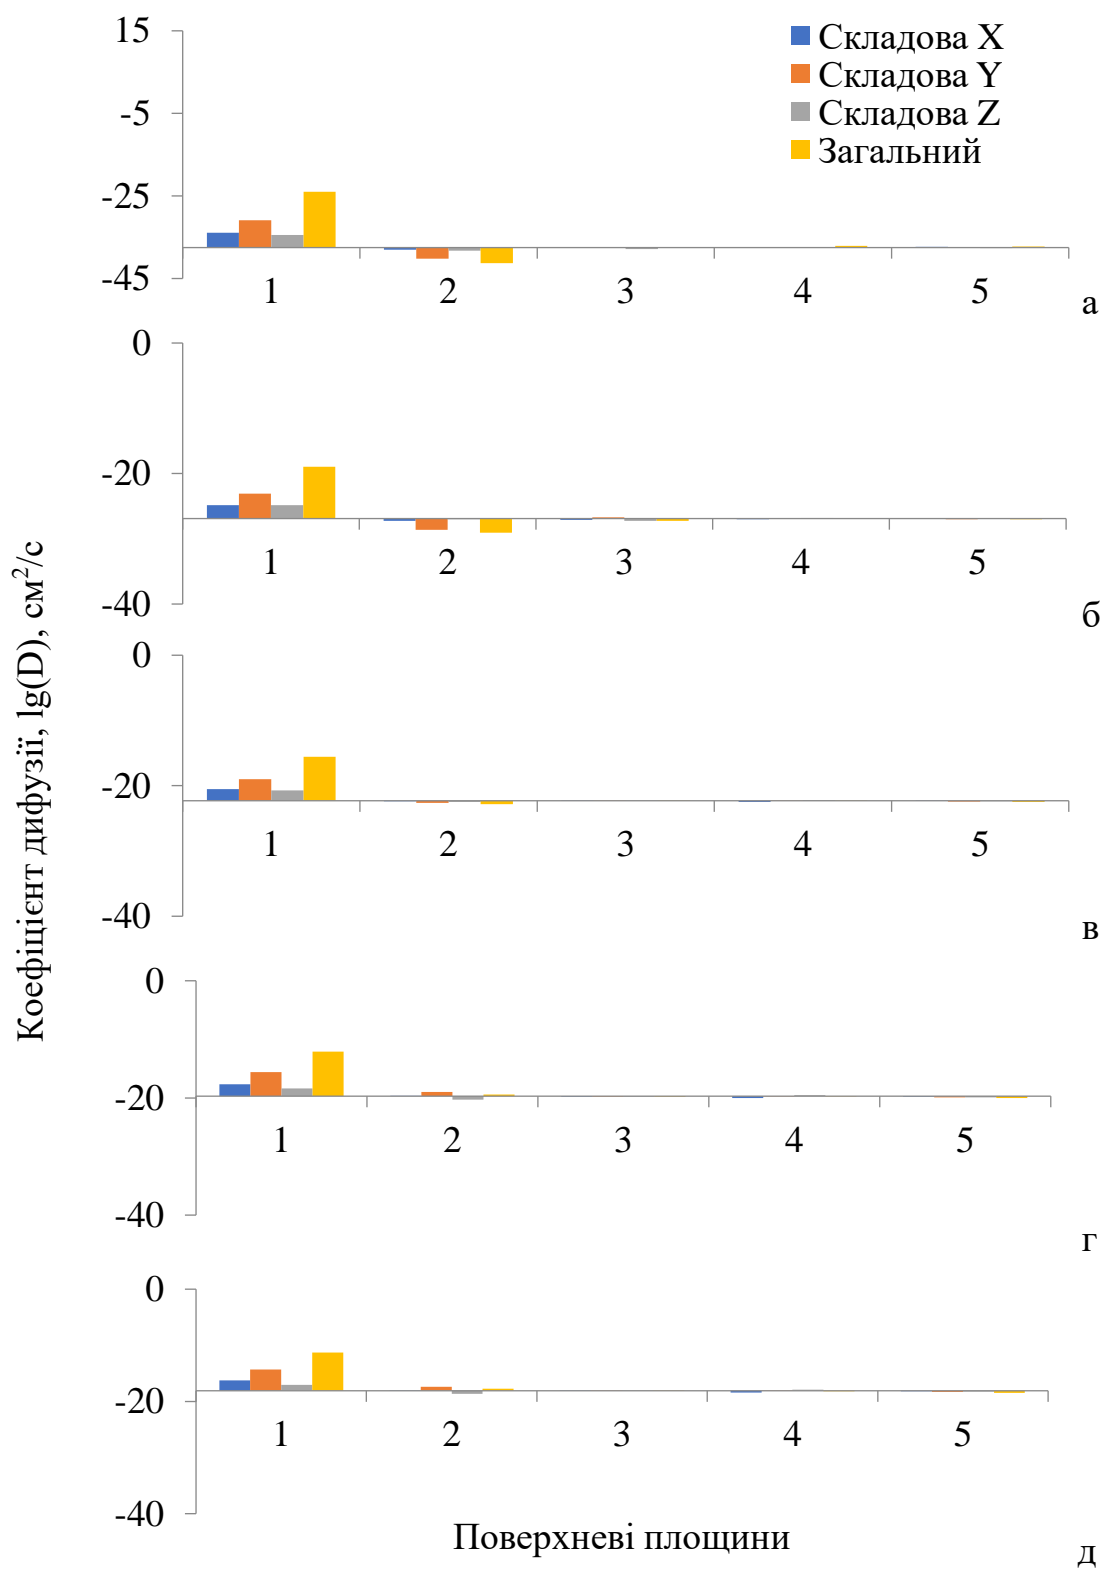 15
-5
-25
-45
Складова X
Складова Y
Складова Z
Загальний
1 2 3 4 5
а
0
-20
-40
1 2 3 4 5
б
0
-20
-40
1 2 3 4 5
в
0
-20
-40
1 2 3 4 5
г
0
-20
-40
1 2 3 4 5
д
Коефіцієнт дифузії, lg(D), см²/с
Поверхневі площини